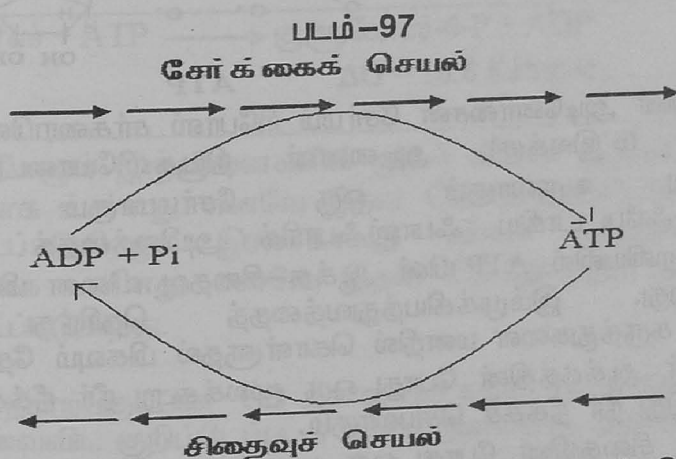 படம்-97
சேர்க்கைக் செயல்
ATP
ADP + Pi
சிதைவுச் செயல்